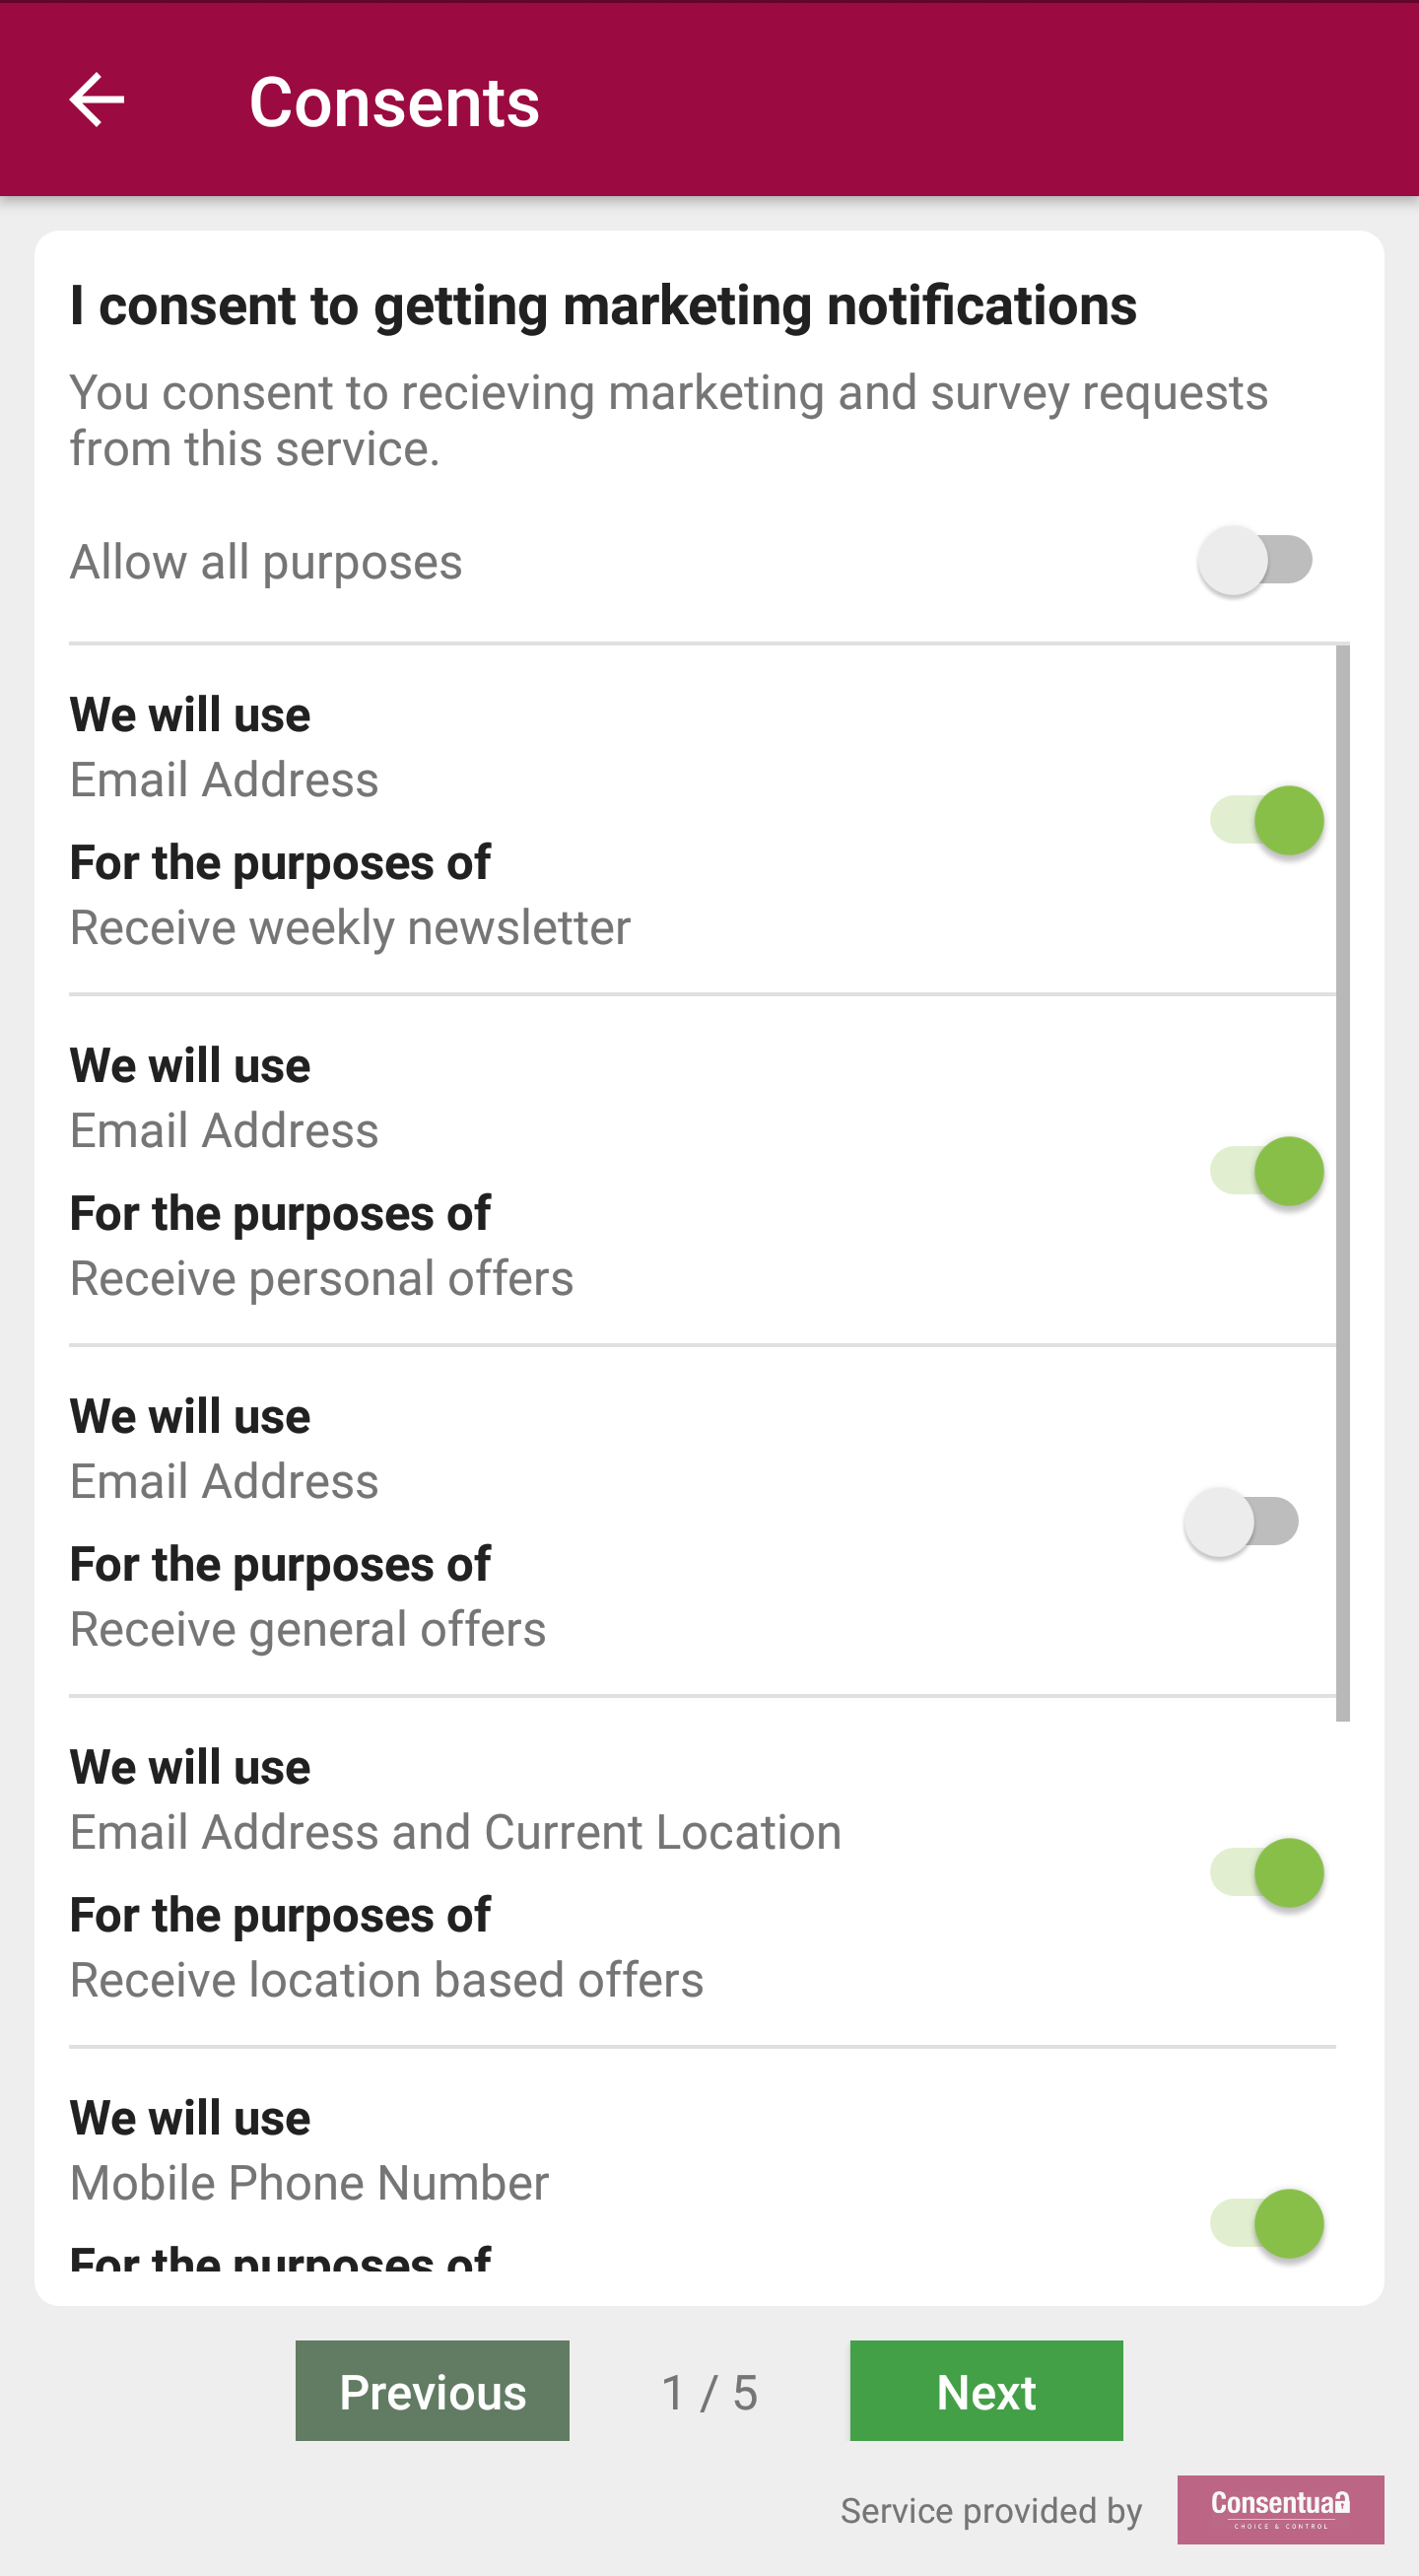 Consents
I consent to getting marketing notifications
You consent to recieving marketing and survey requests
from this service.
Allow all purposes
We will use
Email Address
For the purposes of
Receive weekly newsletter
We will use
Email Address
For the purposes of
Receive personal offers
We will use
Email Address
For the purposes of
Receive general offers
We will use
Email Address and Current Location
For the purposes of
Receive location based offers
We will use
Mobile Phone Number
For the purposes of
Previous
1 / 5
Next
Service provided by
Consentua
CHOICE & CONTROL